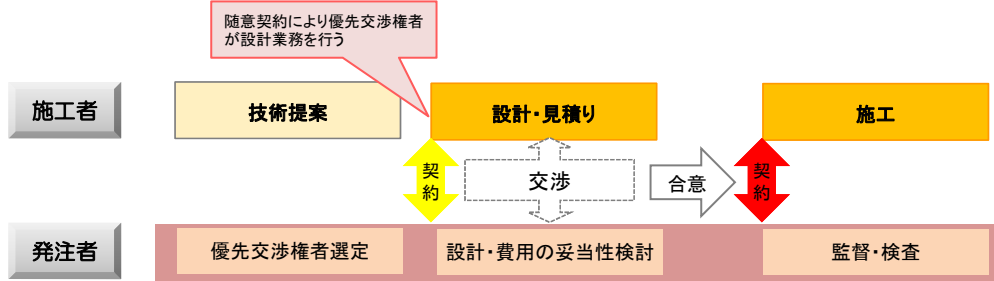 随意契約により優先交渉権者
が設計業務を行う
施工者
技術提案
設計・見積り
施工
契
約
交渉
合意
契
約
発注者
優先交渉権者選定
設計・費用の妥当性検討
監督・検査